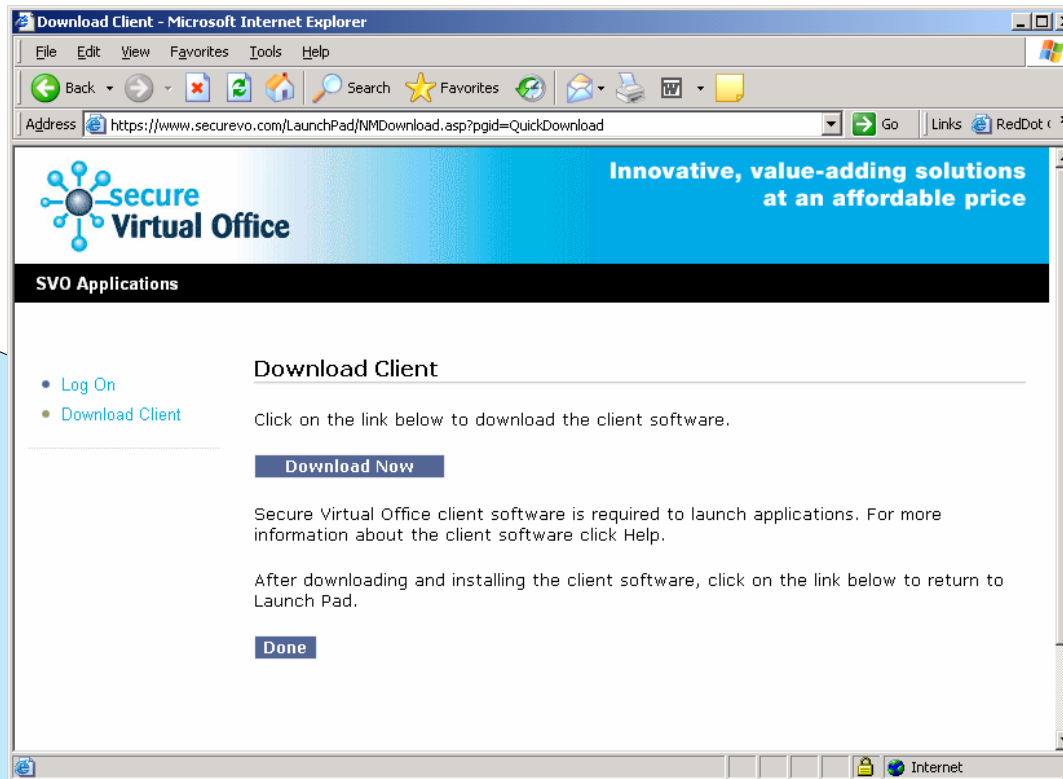 Download Client - Microsoft Internet Explorer
File Edit View Favorites Tools Help
Back Search Favorites
Address https://www.securevo.com/LaunchPad/NMDownload.asp?pgid=QuickDownload Go Links RedDot
secure
Virtual Office
Innovative, value-adding solutions
at an affordable price
SVO Applications
Log On
Download Client
Download Client
Click on the link below to download the client software.
Download Now
Secure Virtual Office client software is required to launch applications. For more
information about the client software click Help.
After downloading and installing the client software, click on the link below to return to
Launch Pad.
Done
Internet